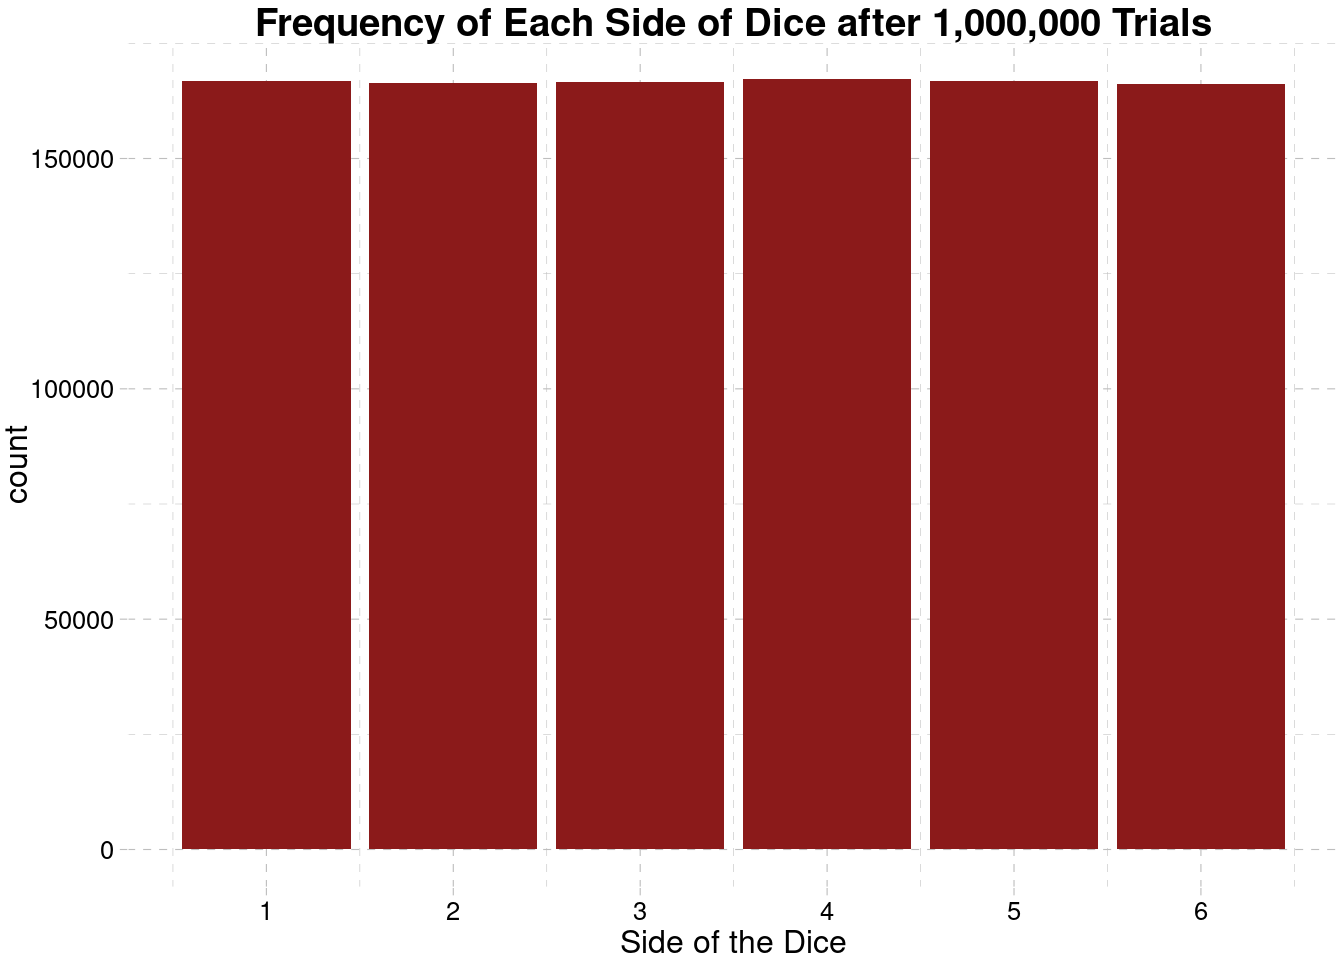 Frequency of Each Side of Dice after 1,000,000 Trials
150000
100000
50000
0
count
1 2 3 4 5 6
Side of the Dice